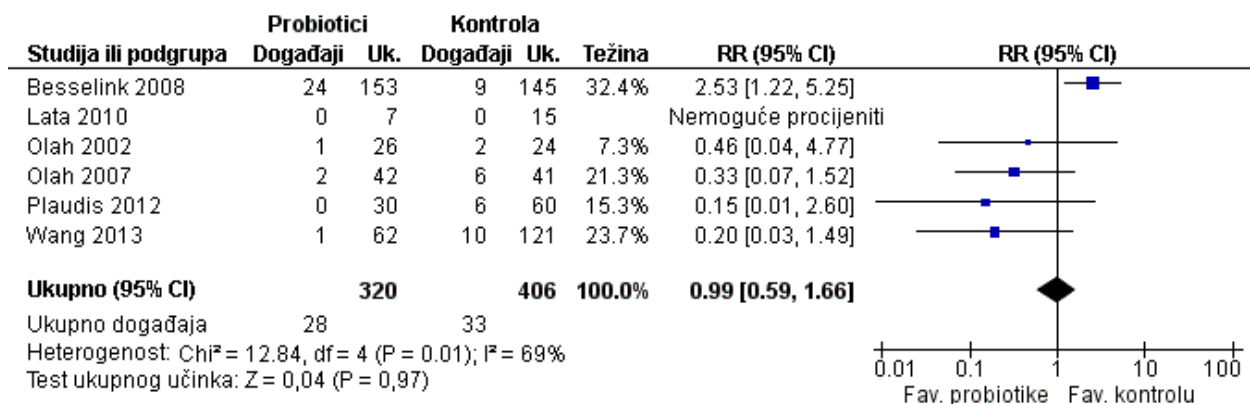 Probiotici Kontrola
Studija ili podgrupa Događaji Uk. Događaji Uk. Težina RR (95% CI) RR (95% CI)
Besselink 2008 24 153 9 145 32.4% 2.53 [1.22, 5.25]
Lata 2010 0 7 0 15 Nemoguće procijeniti
Olah 2002 1 26 2 24 7.3% 0.46 [0.04, 4.77]
Olah 2007 2 42 6 41 21.3% 0.33 [0.07, 1.52]
Plaudis 2012 0 30 6 60 15.3% 0.15 [0.01, 2.60]
Wang 2013 1 62 10 121 23.7% 0.20 [0.03, 1.49]
Ukupno (95% CI) 320 406 100.0% 0.99 [0.59, 1.66]
Ukupno događaja 28 33
Heterogenost: Chi² = 12.84, df = 4 (P = 0.01); I² = 69%
Test ukupnog učinka: Z = 0,04 (P = 0,97)
0.01 0.1 1 10 100
Fav. probiotike Fav. kontrolu